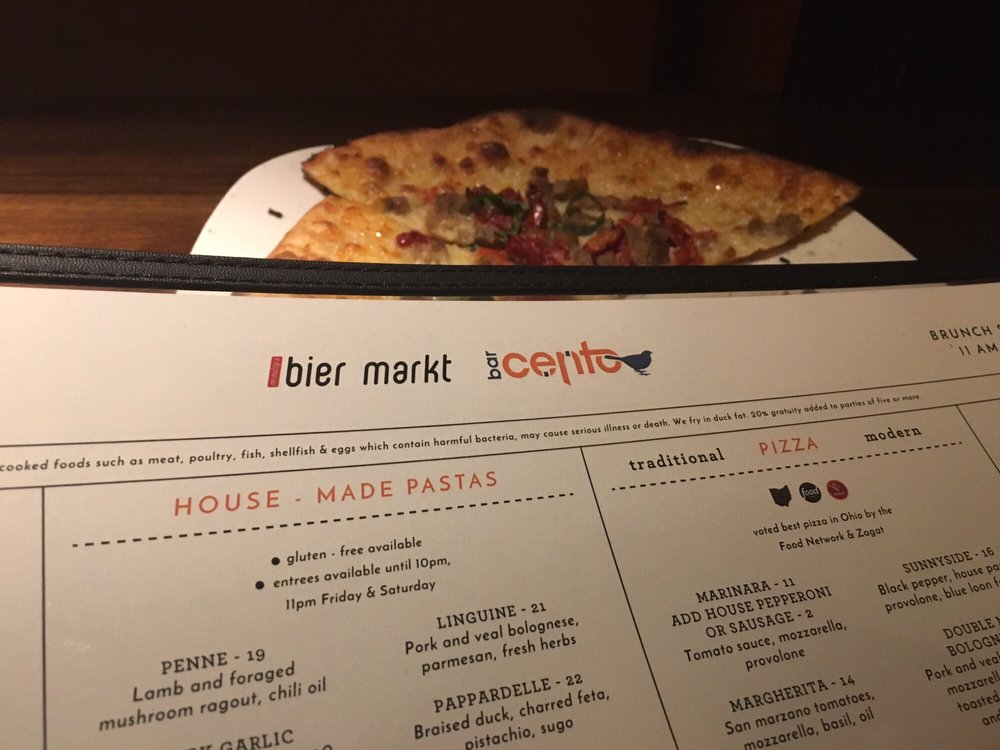 bier markt bar cento
BRUNCH
11 AM
cooked foods such as meat, poultry, fish, shellfish & eggs which contain harmful bacteria, may cause serious illness or death. We fry in duck fat. 20% gratuity added to parties of five or more.
HOUSE - MADE PASTAS
• gluten - free available
• entrees available until 10pm,
11pm Friday & Saturday
PENNE - 19
Lamb and foraged
mushroom ragout, chili oil
GARLIC
LINGUINE - 21
Pork and veal bolognese,
parmesan, fresh herbs
PAPPARDELLE - 22
Braised duck, charred feta,
pistachio, sugo
traditional PIZZA modern
food
voted best pizza in Ohio by the
Food Network & Zagat
MARINARA - 11
ADD HOUSE PEPPERONI
OR SAUSAGE - 2
Tomato sauce, mozzarella,
provolone
MARGHERITA - 14
San marzano tomatoes,
mozzarella, basil, oil
SUNNYSIDE - 16
Black pepper, house
provolone, blue loon
DOUBLE
Pork and veal
toasted
and